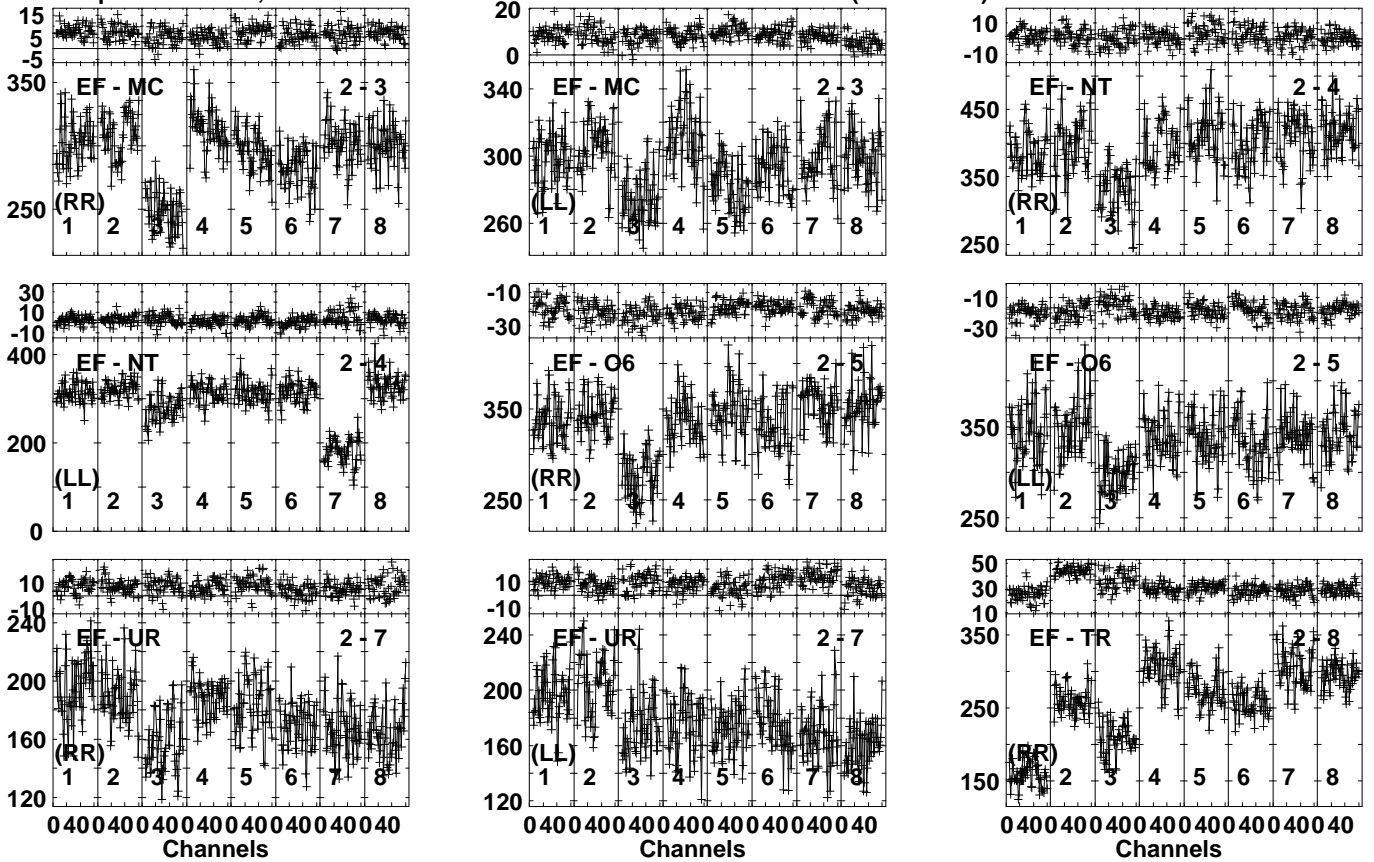 15 5 -5
EF - MC 2 - 3
350 250
(RR)
1 2 3 4 5 6 7 8
20 0
EF - MC 2 - 3
340 300 260
(LL)
1 2 3 4 5 6 7 8
10 -10
EF - NT 2 - 4
450 350 250
(RR)
1 2 3 4 5 6 7 8
30 10 -10
EF - NT 2 - 4
400 200 0
(LL)
1 2 3 4 5 6 7 8
-10 -30
EF - O6 2 - 5
350 250
(RR)
1 2 3 4 5 6 7 8
-10 -30
EF - O6 2 - 5
350 250
(LL)
1 2 3 4 5 6 7 8
10 -10
EF - UR 2 - 7
240 200 160 120
(RR)
1 2 3 4 5 6 7 8
10 -10
EF - UR 2 - 7
240 200 160 120
(LL)
1 2 3 4 5 6 7 8
50 30 10
EF - TR 2 - 8
350 250 150
(RR)
1 2 3 4 5 6 7 8
0 40 0 40 0 40 0 40 0 40 0 40 0 40 0 40
0 40 0 40 0 40 0 40 0 40 0 40 0 40 0 40
0 40 0 40 0 40 0 40 0 40 0 40 0 40 0 40
Channels Channels Channels